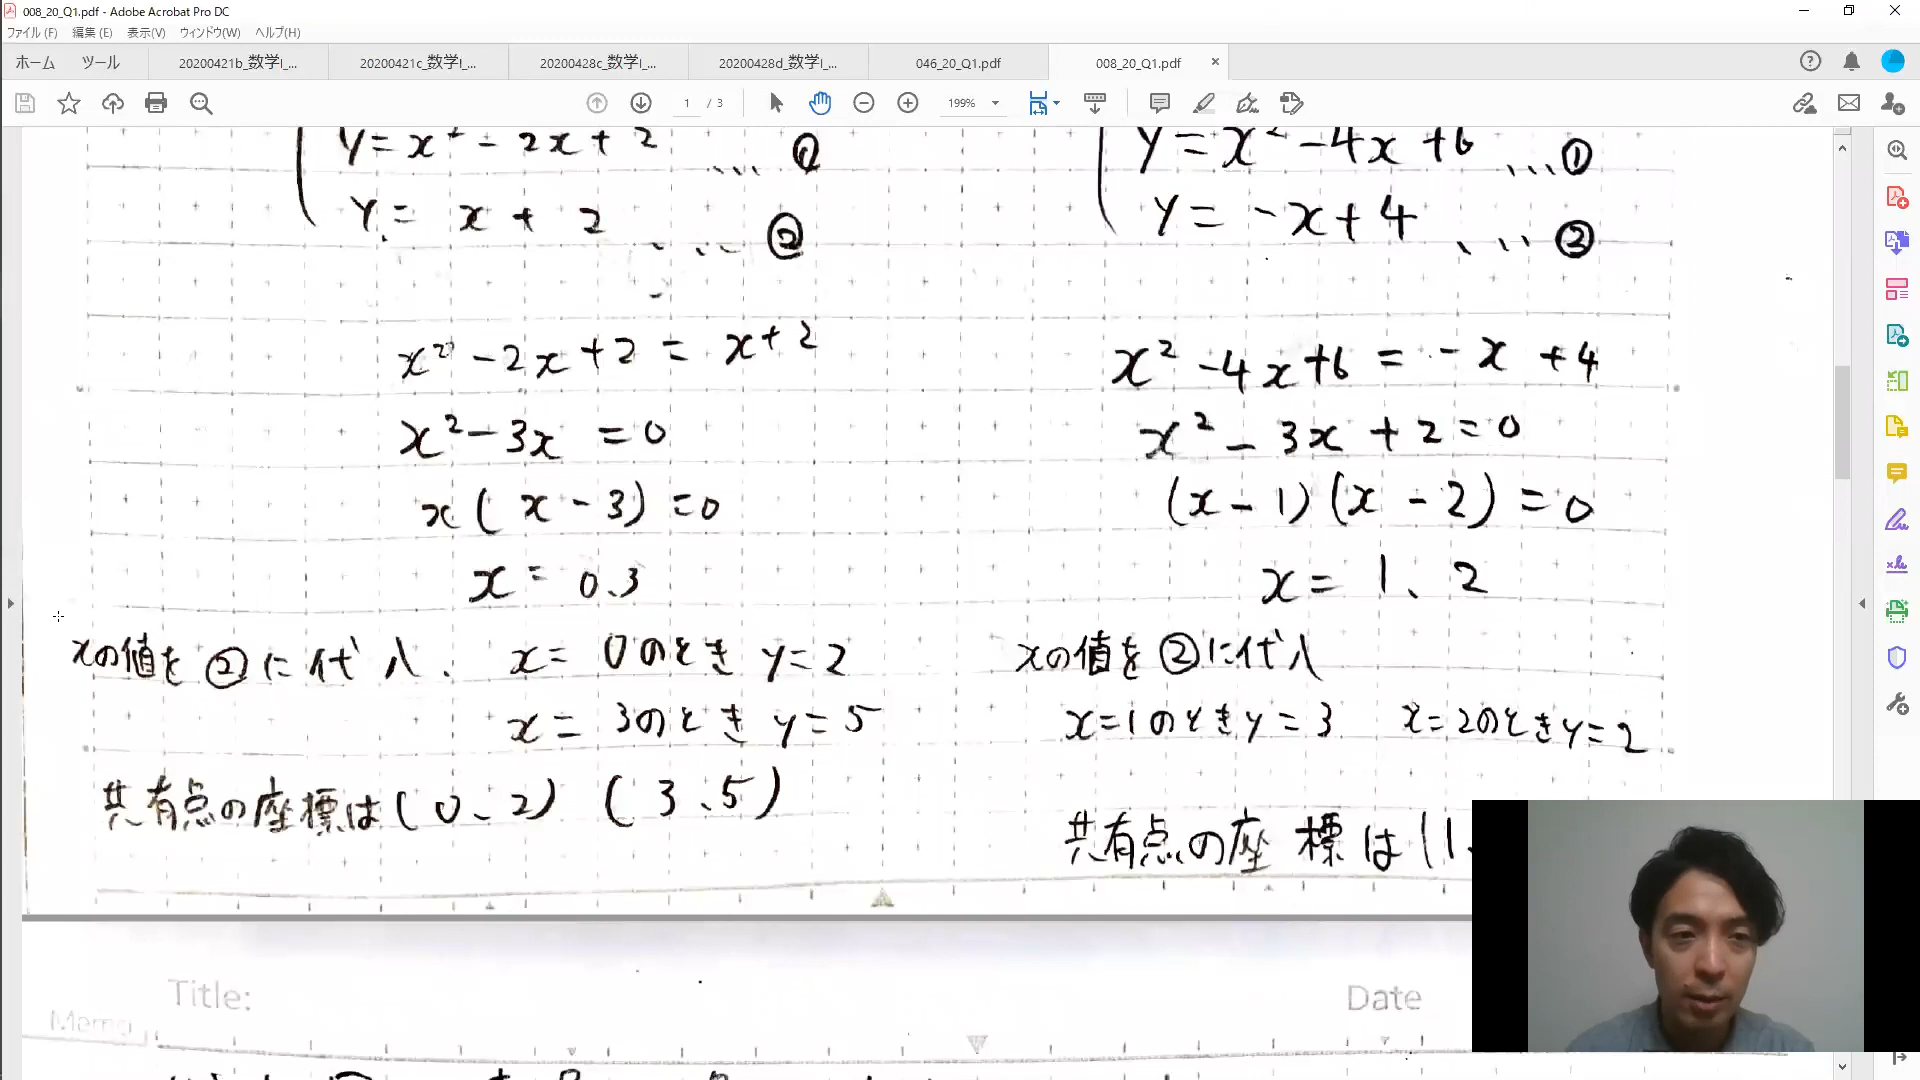 008_20_Q1.pdf - Adobe Acrobat Pro DC
ファイル(F) 編集(E) 表示(V) ウィンドウ(W) ヘルプ(H)
ホーム ツール 20200421b_数学I_... 20200421c_数学I_... 20200428c_数学I_... 20200428d_数学I_... 046_20_Q1.pdf 008_20_Q1.pdf
1 / 3 199%
y=x²-2x+2 … ①
y= x + 2 … ②
x²-2x+2 = x+2
x²-3x =0
x(x-3)=0
x= 0、3
xの値を②に代入. x= 0のとき y=2
x= 3のとき y=5
共有点の座標は(0、2) (3、5)
y=x²-4x+6 …①
y=-x+4 …②
x²-4x+6 = -x+4
x²-3x+2=0
(x-1)(x-2)=0
x= 1、2
xの値を②に代入
x=1のときy=3 x=2のときy=2
共有点の座標は(1、
Title:
Date
Memo